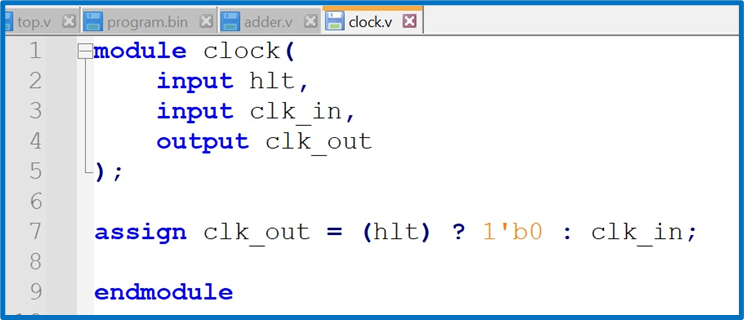 top.v program.bin adder.v clock.v
1 module clock(
2 input hlt,
3 input clk_in,
4 output clk_out
5 );
6
7 assign clk_out = (hlt) ? 1'b0 : clk_in;
8
9 endmodule